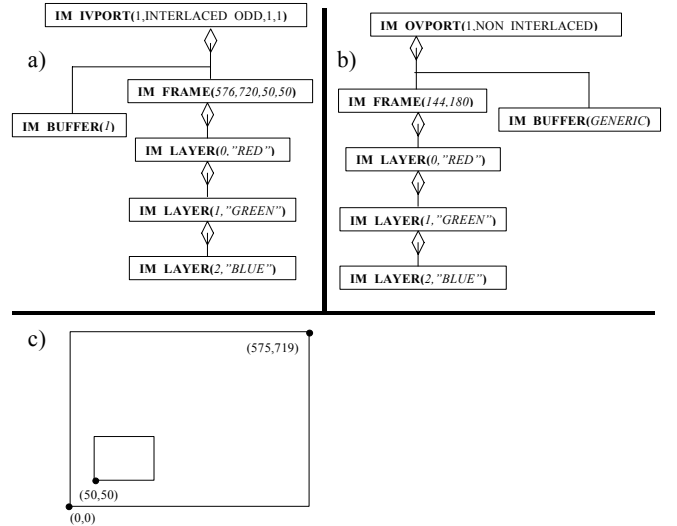 a)
IM IVPORT(1,INTERLACED ODD,1,1)
IM FRAME(576,720,50,50)
IM BUFFER(1)
IM LAYER(0,"RED")
IM LAYER(1,"GREEN")
IM LAYER(2,"BLUE")
b)
IM OVPORT(1,NON INTERLACED)
IM FRAME(144,180)
IM BUFFER(GENERIC)
IM LAYER(0,"RED")
IM LAYER(1,"GREEN")
IM LAYER(2,"BLUE")
c)
(575,719)
(50,50)
(0,0)